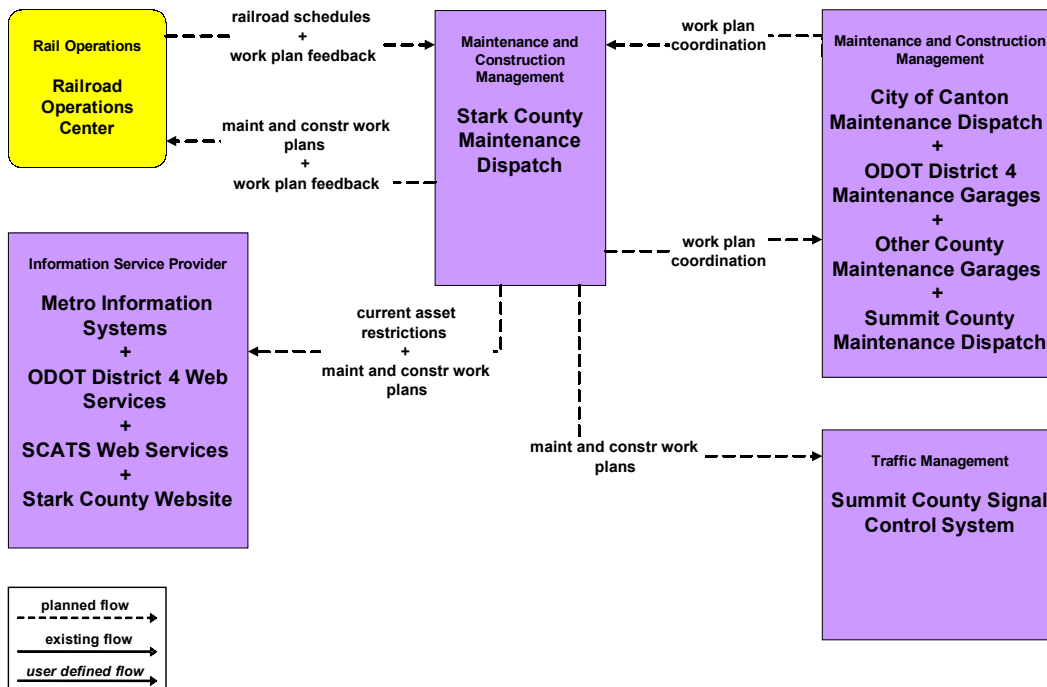 Rail Operations
Railroad
Operations
Center
railroad schedules
+
work plan feedback
maint and constr work
plans
+
work plan feedback
Maintenance and
Construction
Management
Stark County
Maintenance
Dispatch
work plan
coordination
work plan
coordination
Maintenance and Construction
Management
City of Canton
Maintenance Dispatch
+
ODOT District 4
Maintenance Garages
+
Other County
Maintenance Garages
+
Summit County
Maintenance Dispatch
Information Service Provider
Metro Information
Systems
+
ODOT District 4 Web
Services
+
SCATS Web Services
+
Stark County Website
current asset
restrictions
+
maint and constr work
plans
maint and constr work
plans
Traffic Management
Summit County Signal
Control System
planned flow
existing flow
user defined flow